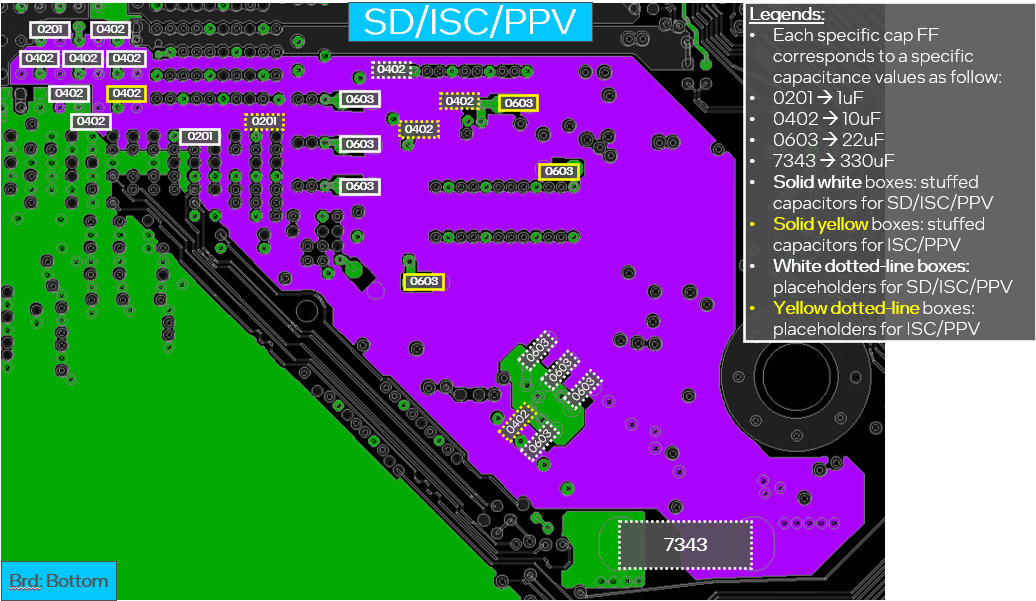 SD/ISC/PPV
0201 0402
0402 0402 0402
0402 0402
0402
0201
0201
0402
0603
0402 0603
0402
0603
0603
0603
0603
0603
0603
0603
0402
0603
7343
Brd: Bottom
Legends:
• Each specific cap FF
corresponds to a specific
capacitance values as follow:
• 0201 → 1uF
• 0402 → 10uF
• 0603 → 22uF
• 7343 → 330uF
• Solid white boxes: stuffed
capacitors for SD/ISC/PPV
• Solid yellow boxes: stuffed
capacitors for ISC/PPV
• White dotted-line boxes:
placeholders for SD/ISC/PPV
• Yellow dotted-line boxes:
placeholders for ISC/PPV